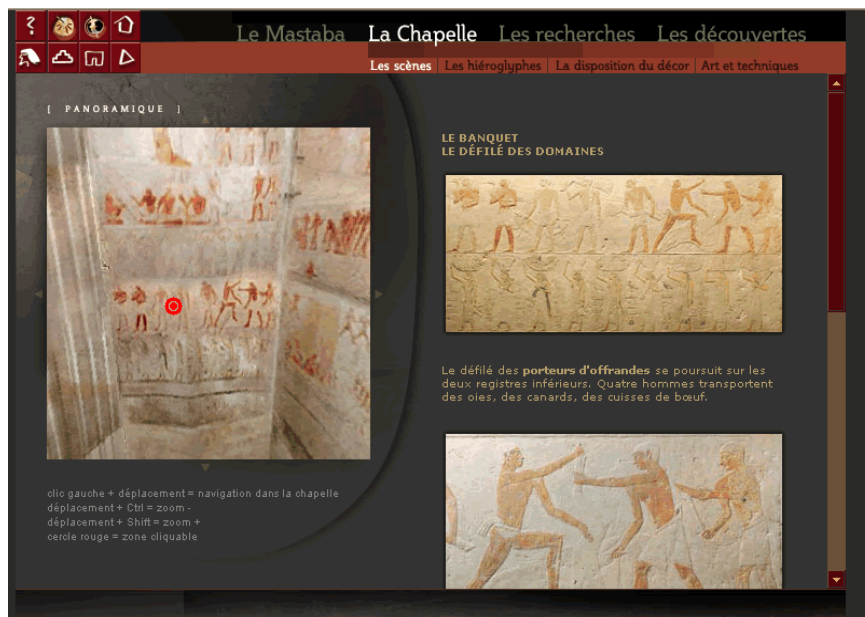 Le Mastaba La Chapelle Les recherches Les découvertes
Les scènes Les hiéroglyphes La disposition du décor Art et techniques
[ PANORAMIQUE ]
LE BANQUET
LE DÉFILÉ DES DOMAINES
Le défilé des porteurs d'offrandes se poursuit sur les
deux registres inférieurs. Quatre hommes transportent
des oies, des canards, des cuisses de bœuf.
clic gauche + déplacement = navigation dans la chapelle
déplacement + Ctrl = zoom -
déplacement + Shift = zoom +
cercle rouge = zone cliquable